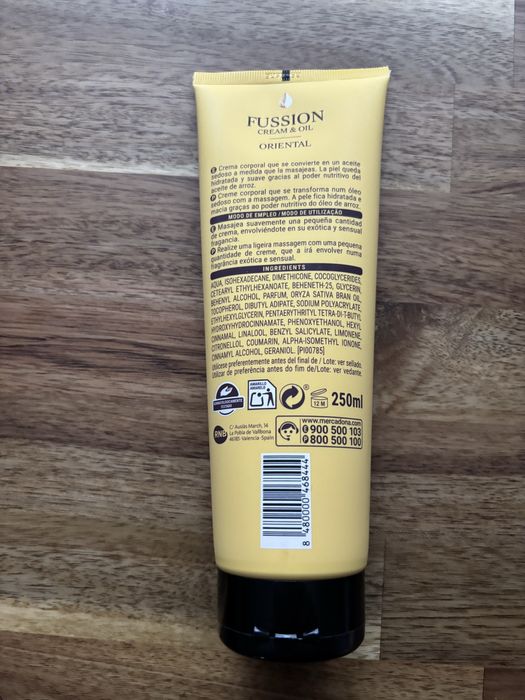 FUSSION
CREAM & OIL
ORIENTAL
E Crema corporal que se convierte en un aceite
sedoso a medida que la masajeas. La piel queda
hidratada y suave gracias al poder nutritivo del
aceite de arroz.
P Creme corporal que se transforma num óleo
sedoso com a massagem. A pele fica hidratada e
macia graças ao poder nutritivo do óleo de arroz.
MODO DE EMPLEO / MODO DE UTILIZAÇÃO
E Masajea suavemente una pequeña cantidad
de crema, envolviéndote en su exótica y sensual
fragancia.
P Realize uma ligeira massagem com uma pequena
quantidade de creme, que a irá envolver numa
fragrância exótica e sensual.
INGREDIENTS
AQUA, ISOHEXADECANE, DIMETHICONE, COCOGLYCERIDES,
CETEARYL ETHYLHEXANOATE, BEHENETH-25, GLYCERIN,
BEHENYL ALCOHOL, PARFUM, ORYZA SATIVA BRAN OIL,
TOCOPHEROL, DIBUTYL ADIPATE, SODIUM POLYACRYLATE,
ETHYLHEXYLGLYCERIN, PENTAERYTHRITYL TETRA-DI-T-BUTYL
HYDROXYHYDROCINNAMATE, PHENOXYETHANOL, HEXYL
CINNAMAL, LINALOOL, BENZYL SALICYLATE, LIMONENE,
CITRONELLOL, COUMARIN, ALPHA-ISOMETHYL IONONE,
CINNAMYL ALCOHOL, GERANIOL. [PI00785]
Utilícese preferentemente antes del final de / Lote: ver sellado.
Utilizar de preferência antes do fim de/Lote: ver vedante.
DERMATOLÓGICAMENTE
TESTADO
AMARILLO
AMARELO
12 M
250ml
RNB
C/ Ausiàs March, 14
La Pobla de Vallbona
46185 -Valencia-Spain
www.mercadona.com
E 900 500 103
P 800 500 100
8 480000 468444